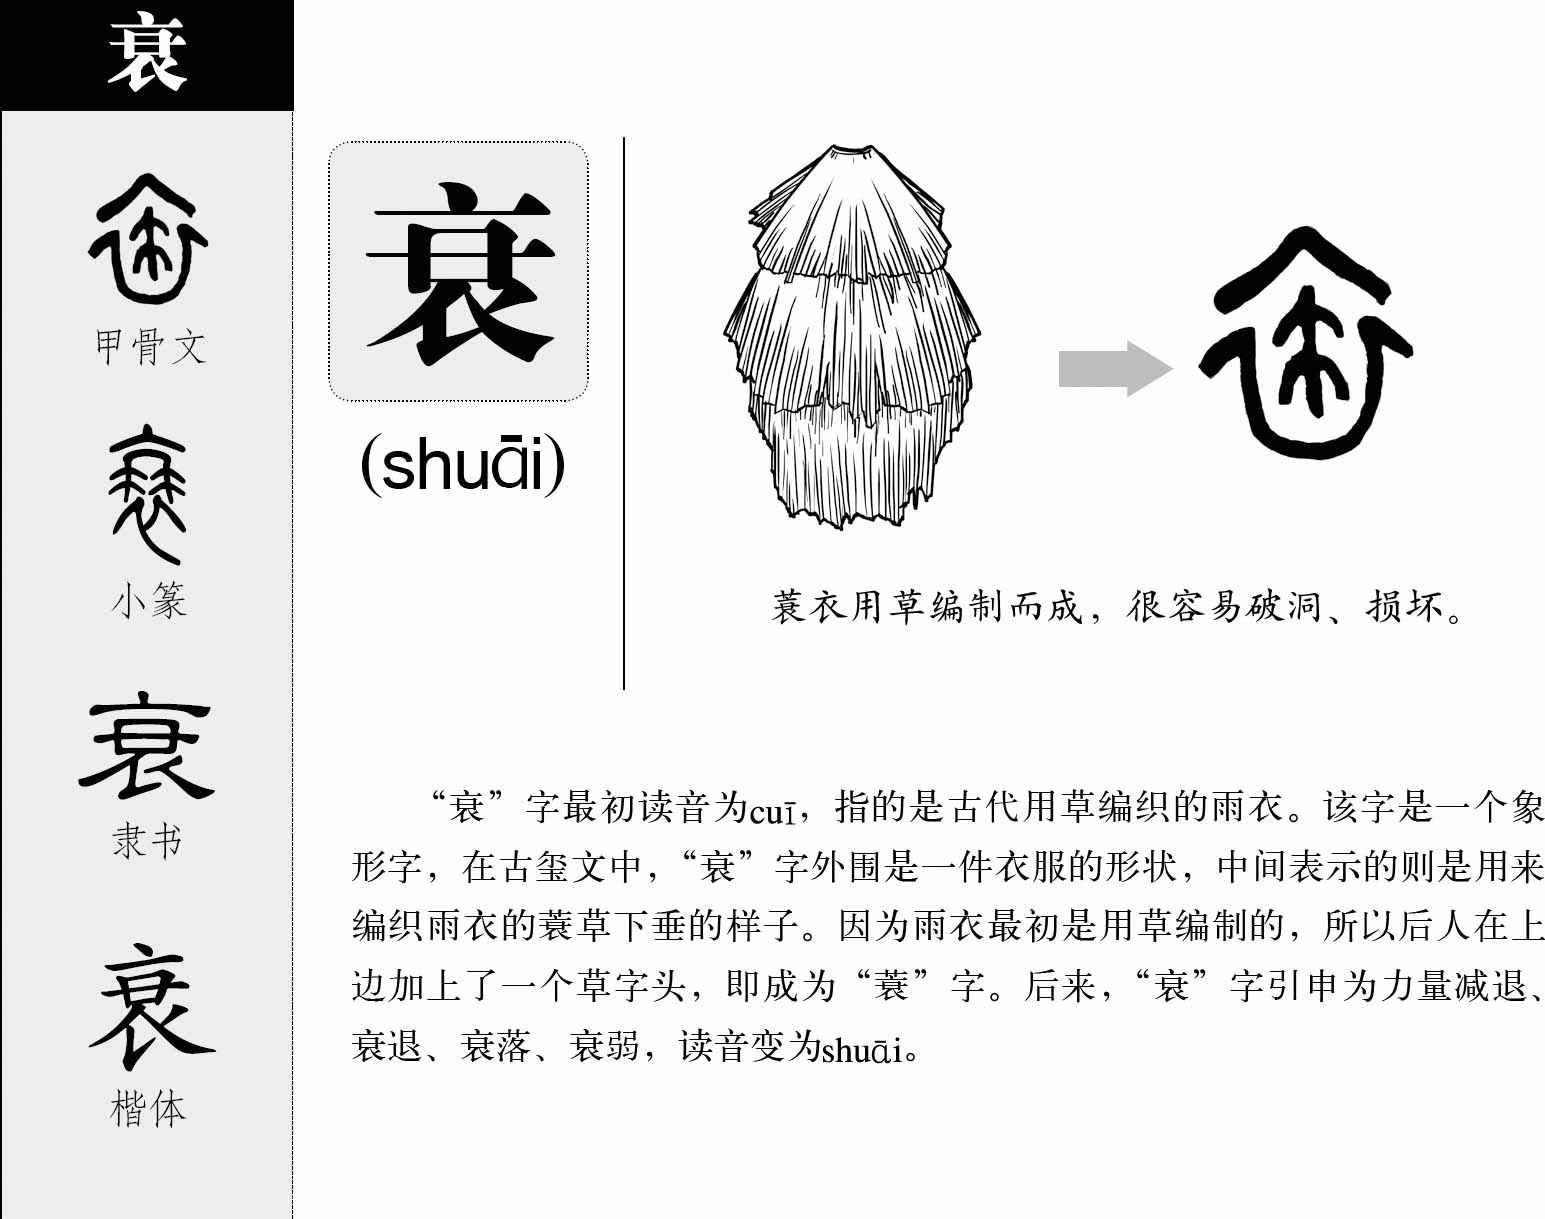 衰
甲骨文
小篆
隶书
楷体
衰
(shuāi)
蓑衣用草编制而成，很容易破洞、损坏。
“衰”字最初读音为cuī，指的是古代用草编织的雨衣。该字是一个象
形字，在古玺文中，“衰”字外围是一件衣服的形状，中间表示的则是用来
编织雨衣的蓑草下垂的样子。因为雨衣最初是用草编制的，所以后人在上
边加上了一个草字头，即成为“蓑”字。后来，“衰”字引申为力量减退、
衰退、衰落、衰弱，读音变为shuāi。